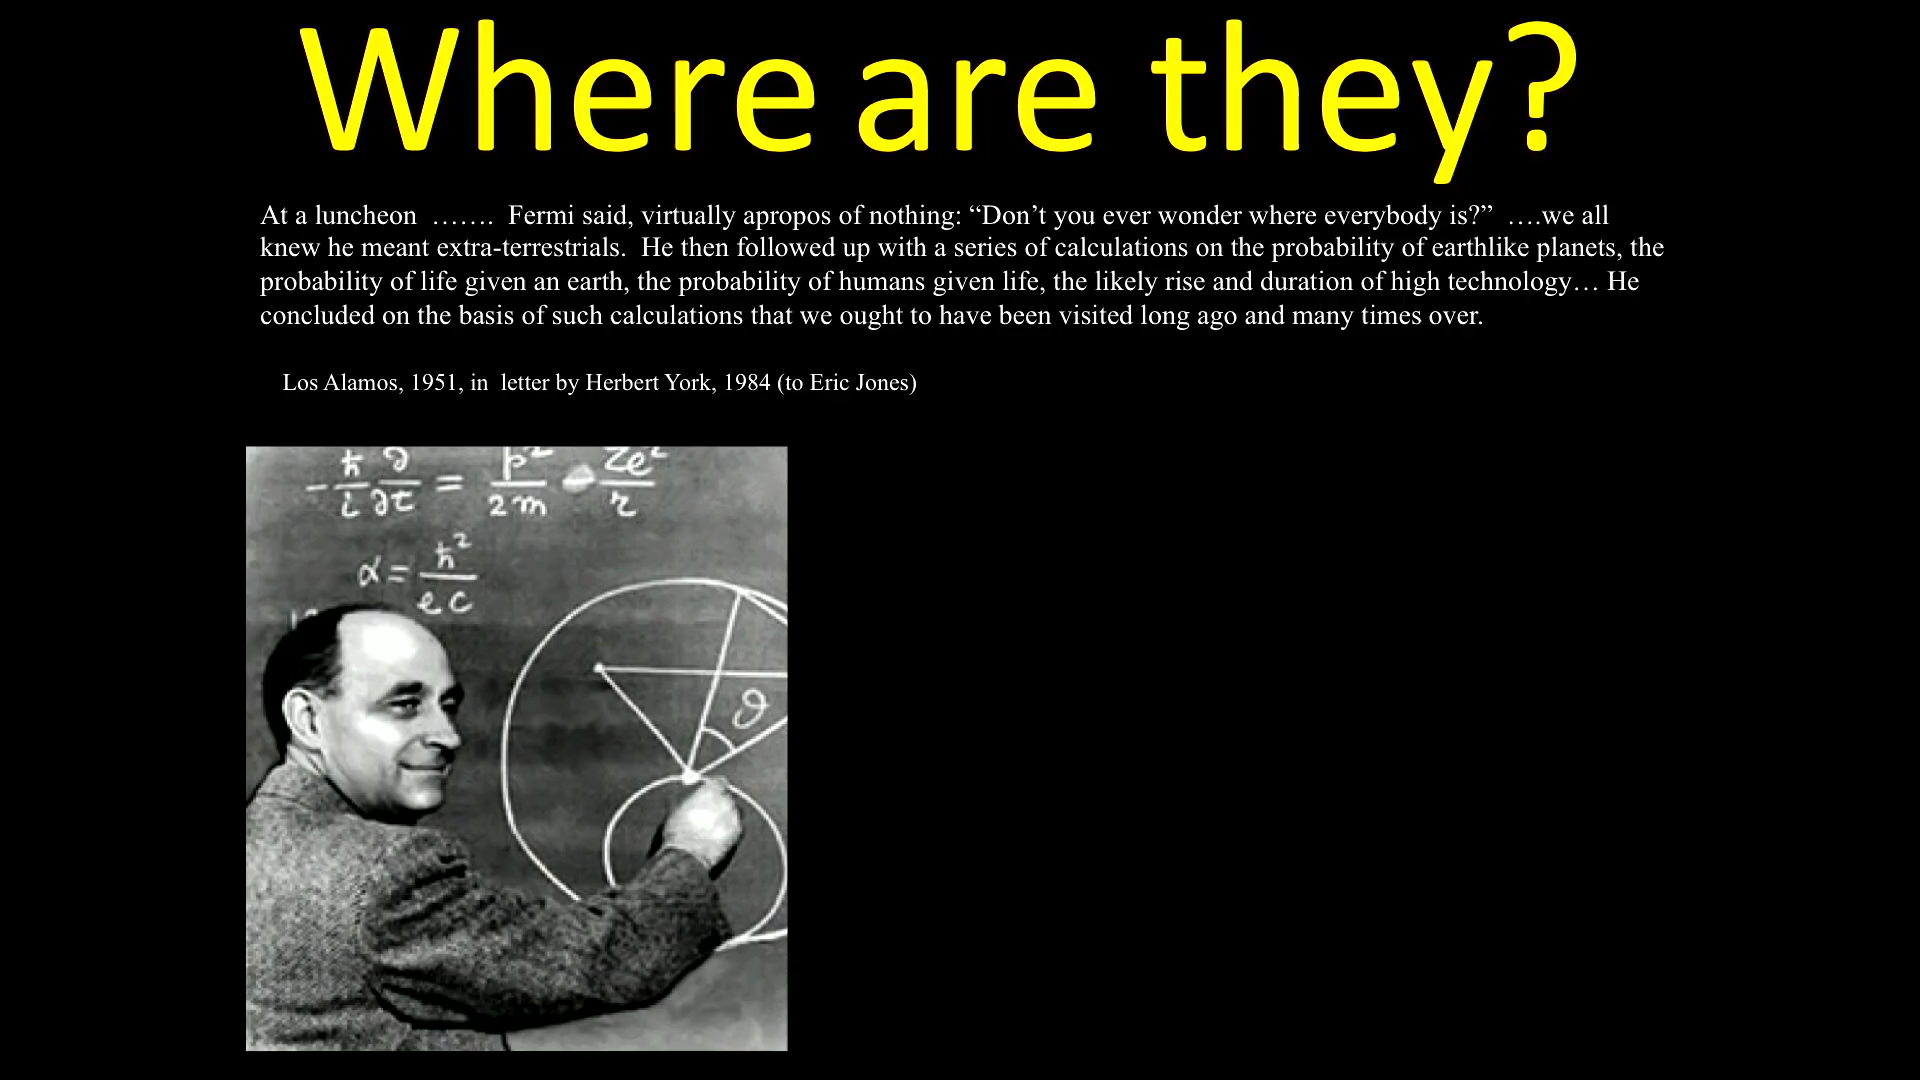 Where are they?
At a luncheon ……. Fermi said, virtually apropos of nothing: “Don’t you ever wonder where everybody is?” ….we all
knew he meant extra-terrestrials. He then followed up with a series of calculations on the probability of earthlike planets, the
probability of life given an earth, the probability of humans given life, the likely rise and duration of high technology… He
concluded on the basis of such calculations that we ought to have been visited long ago and many times over.
Los Alamos, 1951, in letter by Herbert York, 1984 (to Eric Jones)
-ħ/i ∂/∂t = p²/2m - Ze²/r
α = ħ²/ec
ϑ